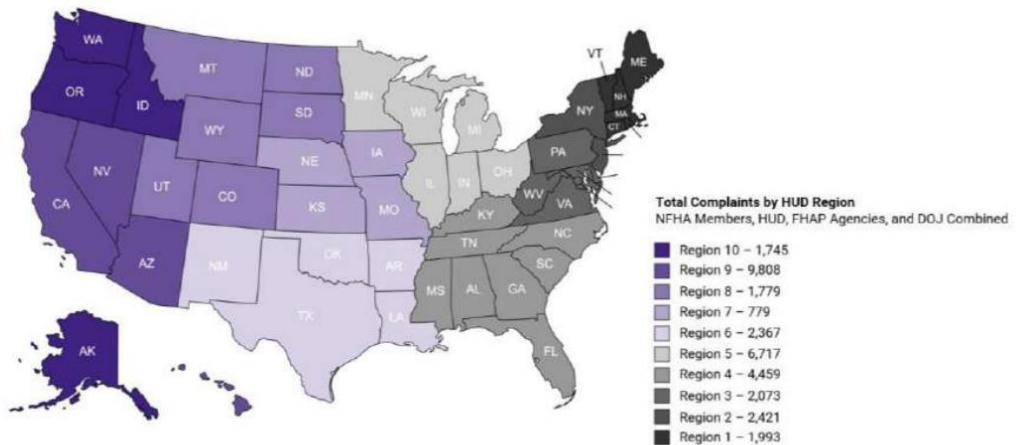 WA
MT
ND
OR
ID
SD
WY
MN
WI
MI
NV
UT
CO
NE
IA
KS
MO
IL
IN
OH
CA
AZ
NM
OK
AR
TX
LA
KY
TN
MS
AL
GA
NC
SC
FL
VT
ME
NH
MA
CT
NY
PA
WV
VA
AK
Total Complaints by HUD Region
NFHA Members, HUD, FHAP Agencies, and DOJ Combined
Region 10 – 1,745
Region 9 – 9,808
Region 8 – 1,779
Region 7 – 779
Region 6 – 2,367
Region 5 – 6,717
Region 4 – 4,459
Region 3 – 2,073
Region 2 – 2,421
Region 1 – 1,993